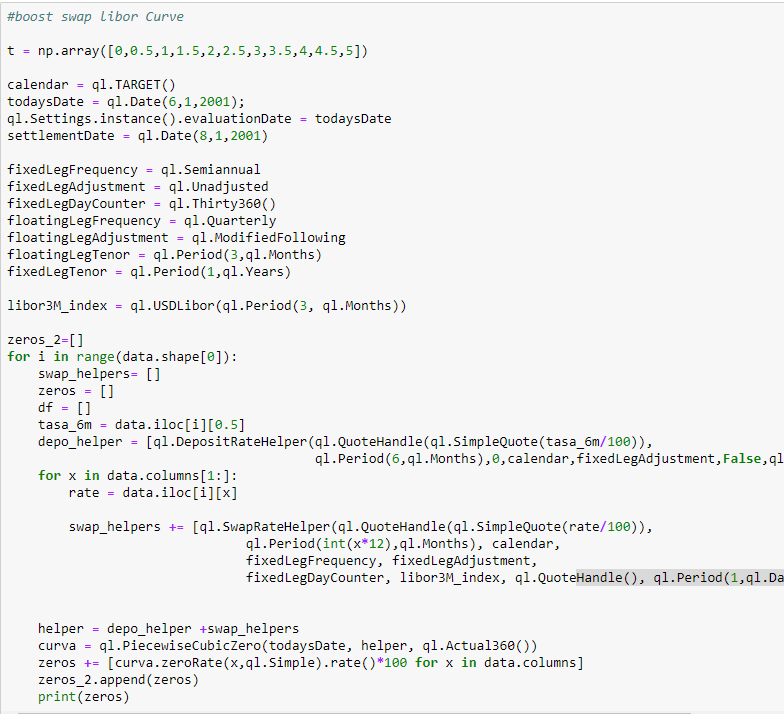 #boost swap Libor Curve
t = np.array([0,0.5,1,1.5,2,2.5,3,3.5,4,4.5,5])
calendar = ql.TARGET()
todaysDate = ql.Date(6,1,2001);
ql.Settings.instance().evaluationDate = todaysDate
settlementDate = ql.Date(8,1,2001)
fixedLegFrequency = ql.Semiannual
fixedLegAdjustment = ql.Unadjusted
fixedLegDayCounter = ql.Thirty360()
floatingLegFrequency = ql.Quarterly
floatingLegAdjustment = ql.ModifiedFollowing
floatingLegTenor = ql.Period(3,ql.Months)
fixedLegTenor = ql.Period(1,ql.Years)
libor3M_index = ql.USDLibor(ql.Period(3, ql.Months))
zeros_2=[]
for i in range(data.shape[0]):
    swap_helpers= []
    zeros = []
    df = []
    tasa_6m = data.iloc[i][0.5]
    depo_helper = [ql.DepositRateHelper(ql.QuoteHandle(ql.SimpleQuote(tasa_6m/100)),
                                        ql.Period(6,ql.Months),0,calendar,fixedLegAdjustment,False,ql
    for x in data.columns[1:]:
        rate = data.iloc[i][x]
        swap_helpers += [ql.SwapRateHelper(ql.QuoteHandle(ql.SimpleQuote(rate/100)),
                               ql.Period(int(x*12),ql.Months), calendar,
                               fixedLegFrequency, fixedLegAdjustment,
                               fixedLegDayCounter, libor3M_index, ql.QuoteHandle(), ql.Period(1,ql.Da
    helper = depo_helper +swap_helpers
    curva = ql.PiecewiseCubicZero(todaysDate, helper, ql.Actual360())
    zeros += [curva.zeroRate(x,ql.Simple).rate()*100 for x in data.columns]
    zeros_2.append(zeros)
    print(zeros)